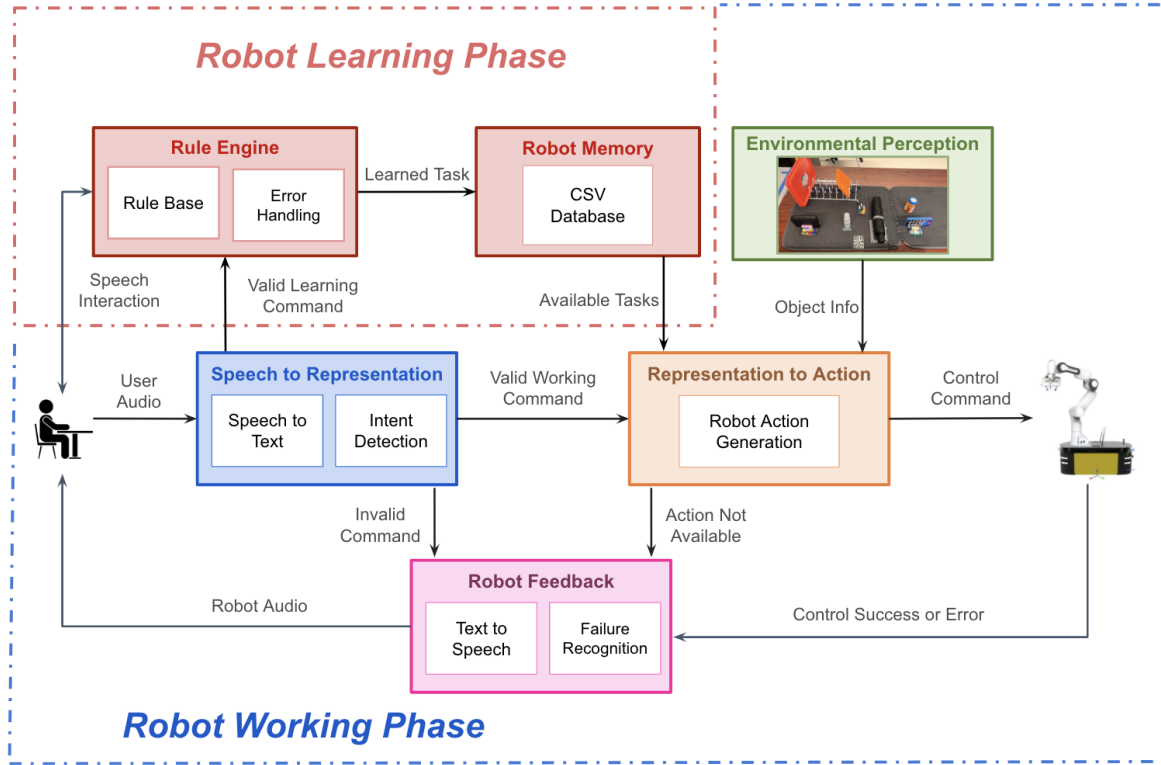 Robot Learning Phase
Rule Engine
Rule Base
Error
Handling
Learned Task
Robot Memory
CSV
Database
Environmental Perception
Speech
Interaction
Valid Learning
Command
Available Tasks
Object Info
User
Audio
Speech to Representation
Speech to
Text
Intent
Detection
Valid Working
Command
Representation to Action
Robot Action
Generation
Control
Command
Invalid
Command
Action Not
Available
Robot Feedback
Text to
Speech
Failure
Recognition
Robot Audio
Control Success or Error
Robot Working Phase